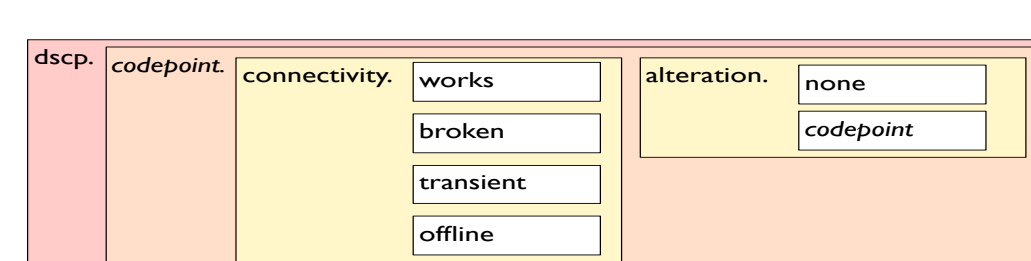 dscp.
codepoint.
connectivity.
works
broken
transient
offline
alteration.
none
codepoint